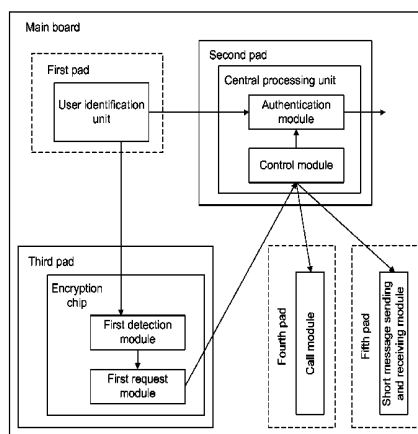 Main board
First pad
User identification
unit
Second pad
Central processing unit
Authentication
module
Control module
Third pad
Encryption
chip
First detection
module
First request
module
Fourth pad
Call module
Fifth pad
Short message sending
and receiving module